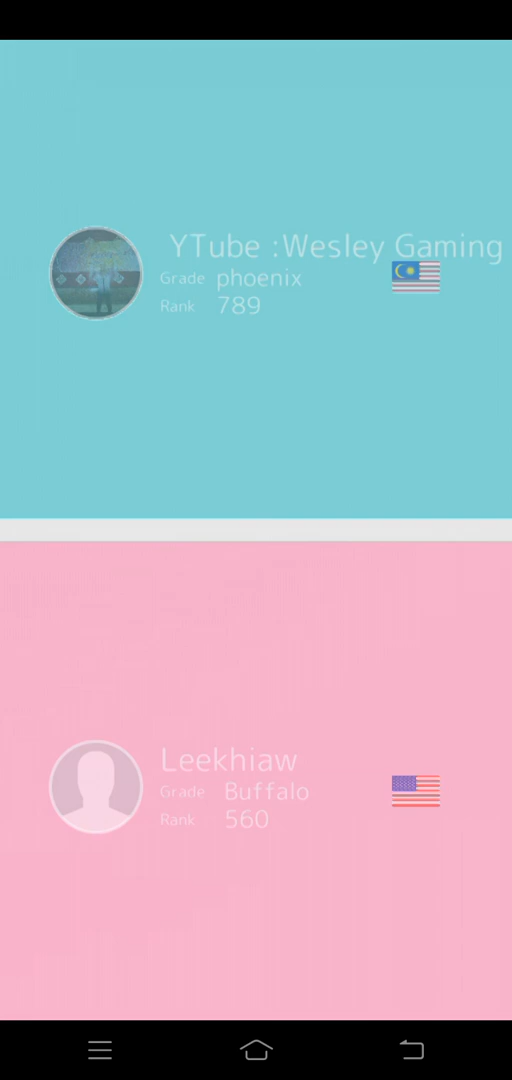 YTube :Wesley Gaming
Grade phoenix
Rank 789
Leekhiaw
Grade Buffalo
Rank 560